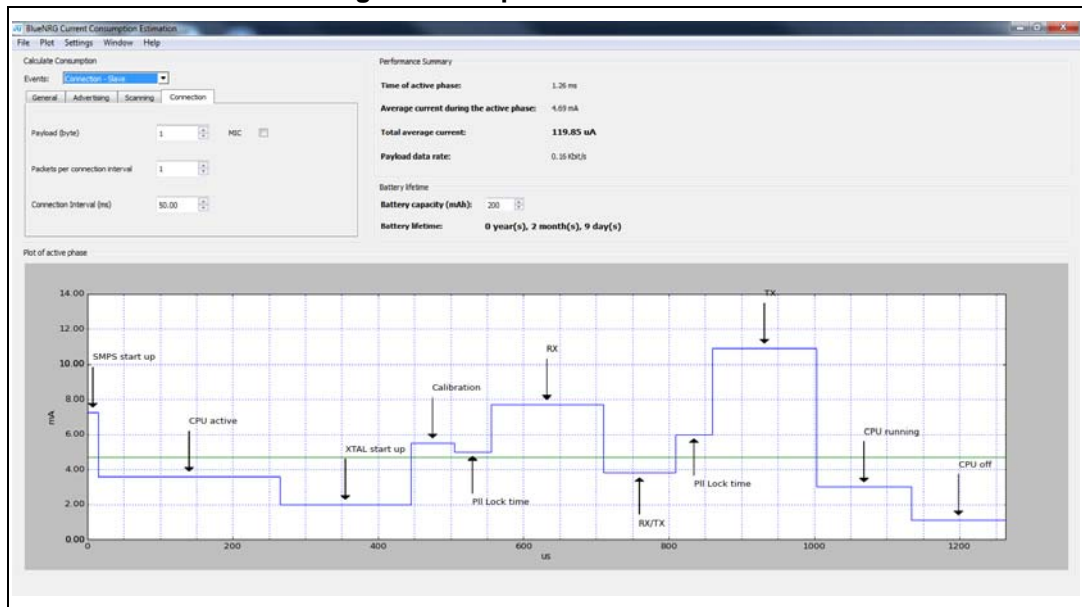 BlueNRG Current Consumption Estimation
File Plot Settings Window Help
Calculate Consumption
Events: Connection - Slave
General Advertising Scanning Connection
Payload (byte) 1 MIC
Packets per connection interval 1
Connection Interval (ms) 50.00
Performance Summary
Time of active phase: 1.26 ms
Average current during the active phase: 4.69 mA
Total average current: 119.85 uA
Payload data rate: 0.16 Kbit/s
Battery lifetime
Battery capacity (mAh): 200
Battery lifetime: 0 year(s), 2 month(s), 9 day(s)
Plot of active phase
14.00
12.00
10.00
8.00
6.00
4.00
2.00
0.00
mA
SMPS start up
CPU active
XTAL start up
Calibration
Pll Lock time
RX
RX/TX
Pll Lock time
TX
CPU running
CPU off
0 200 400 600 800 1000 1200
us